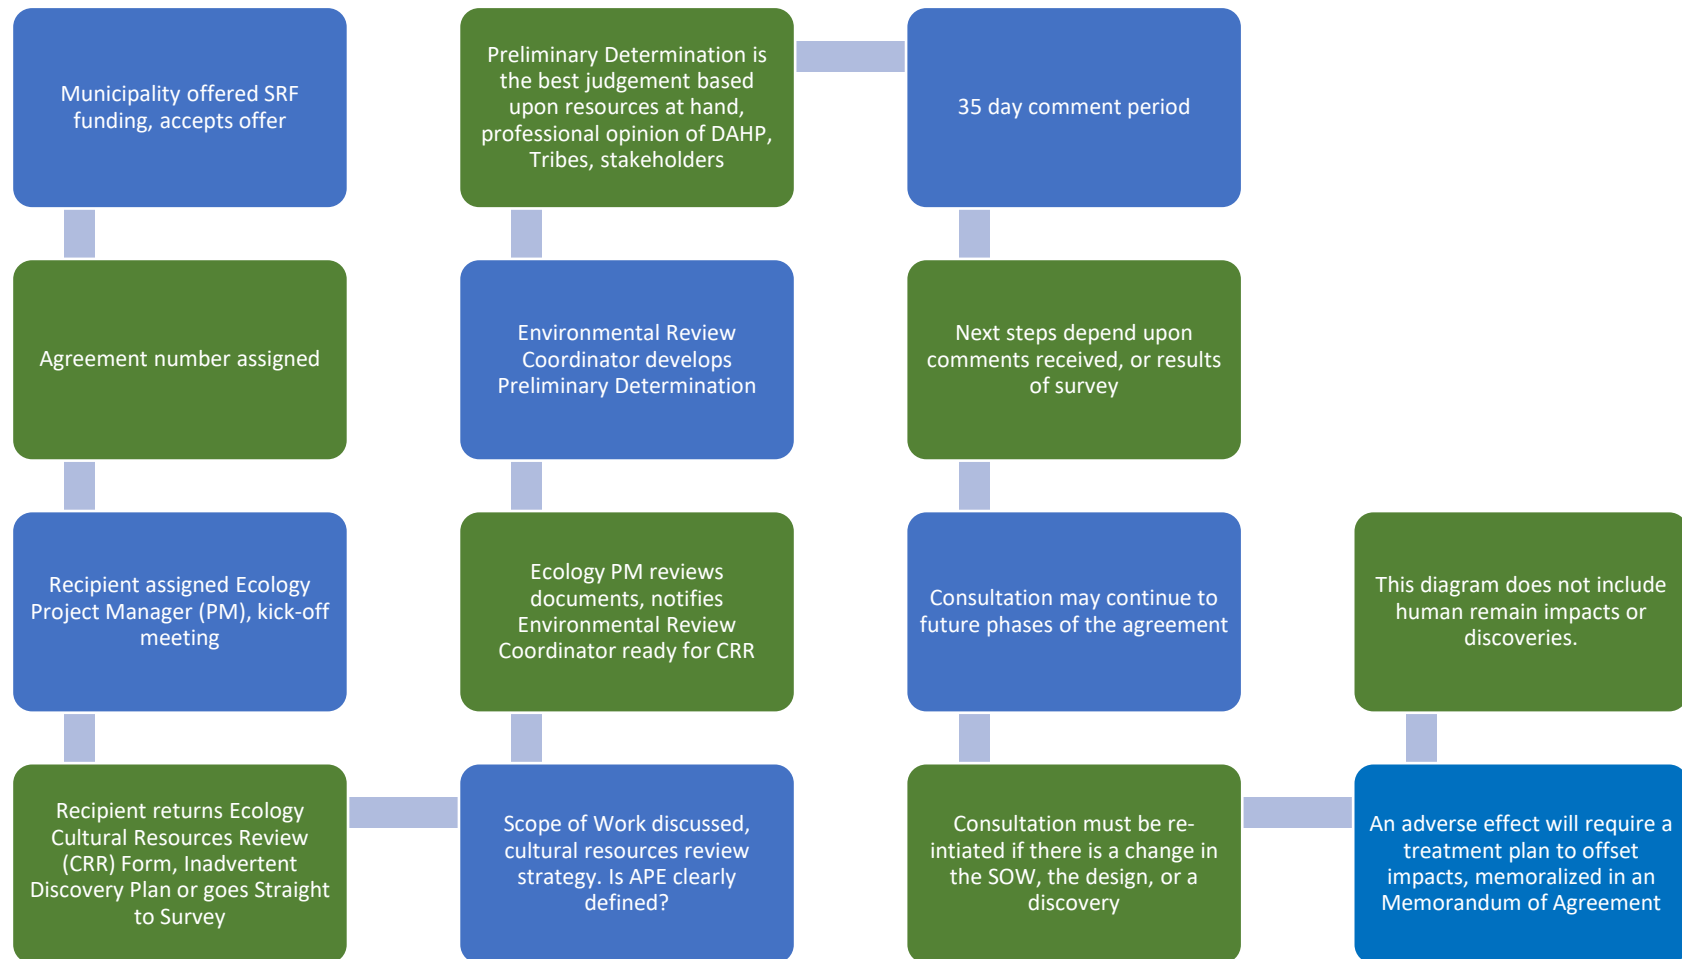 Municipality offered SRF
funding, accepts offer
Agreement number assigned
Recipient assigned Ecology
Project Manager (PM), kick-off
meeting
Recipient returns Ecology
Cultural Resources Review
(CRR) Form, Inadvertent
Discovery Plan or goes Straight
to Survey
Scope of Work discussed,
cultural resources review
strategy. Is APE clearly
defined?
Ecology PM reviews
documents, notifies
Environmental Review
Coordinator ready for CRR
Environmental Review
Coordinator develops
Preliminary Determination
Preliminary Determination is
the best judgement based
upon resources at hand,
professional opinion of DAHP,
Tribes, stakeholders
35 day comment period
Next steps depend upon
comments received, or results
of survey
Consultation may continue to
future phases of the agreement
Consultation must be re-
intiated if there is a change in
the SOW, the design, or a
discovery
An adverse effect will require a
treatment plan to offset
impacts, memoralized in an
Memorandum of Agreement
This diagram does not include
human remain impacts or
discoveries.